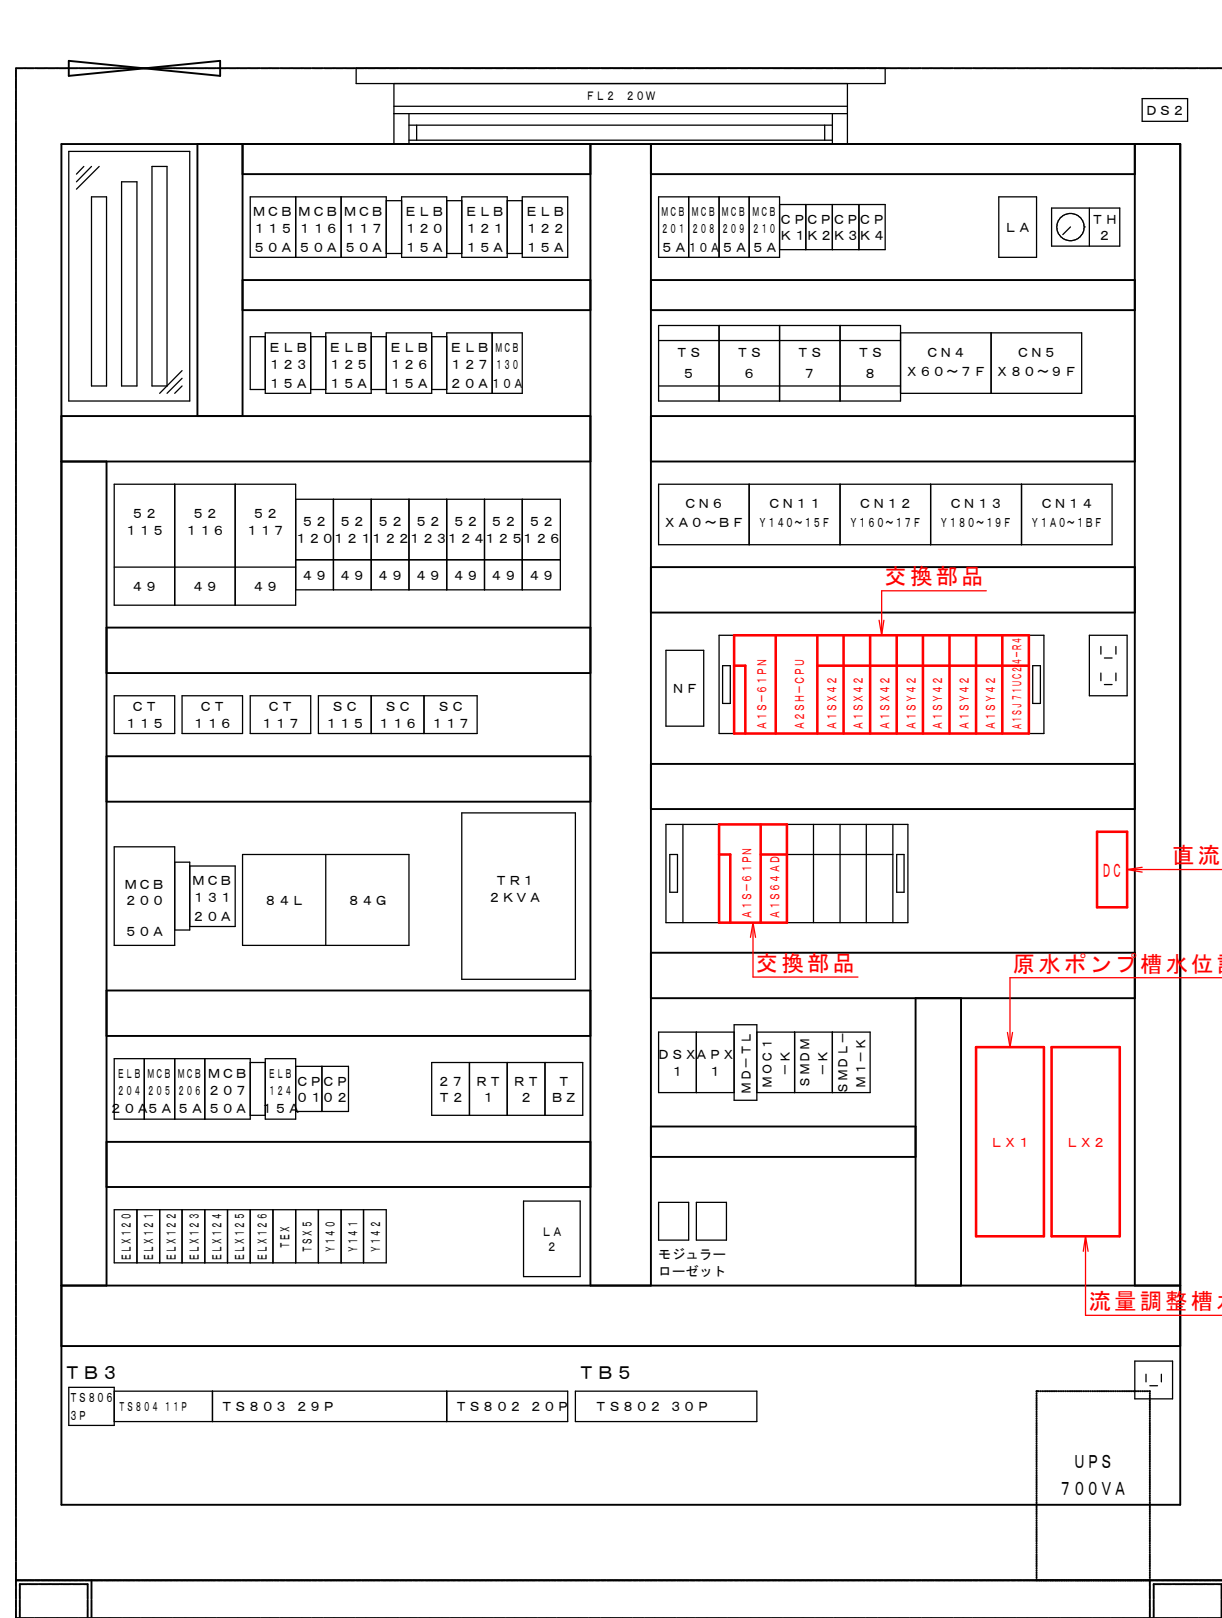 FL2 20W
DS2
MCB 115 50A
MCB 116 50A
MCB 117 50A
ELB 120 15A
ELB 121 15A
ELB 122 15A
MCB 201 5A
MCB 208 10A
MCB 209 5A
MCB 210 5A
CP K1
CP K2
CP K3
CP K4
LA
TH 2
ELB 123 15A
ELB 125 15A
ELB 126 15A
ELB 127 20A
MCB 130 10A
TS 5
TS 6
TS 7
TS 8
CN4 X60~7F
CN5 X80~9F
52 115
52 116
52 117
52 120
52 121
52 122
52 123
52 124
52 125
52 126
49 49 49 49 49 49 49 49 49 49
CN6 XA0~BF
CN11 Y140~15F
CN12 Y160~17F
CN13 Y180~19F
CN14 Y1A0~1BF
交換部品
NF
A1S-61PN
A2SH-CPU
A1SX42
A1SX42
A1SX42
A1SY42
A1SY42
A1SY42
A1SY42
A1SJ71UC24-R4
CT 115
CT 116
CT 117
SC 115
SC 116
SC 117
MCB 200 50A
MCB 131 20A
84L
84G
TR1 2KVA
A1S-61PN
A1S64AD
DC
直流
交換部品
原水ポンプ槽水位
ELB 204 20A
MCB 205 5A
MCB 206 5A
MCB 207 50A
ELB 124 15A
CP 01
CP 02
27 T2
RT 1
RT 2
T BZ
DSX 1
APX 1
MD-TL
MOC1 -K
SMDM -K
SMDL- M1-K
LX1
LX2
ELX120
ELX121
ELX122
ELX123
ELX124
ELX125
ELX126
TEX
TSX5
Y140
Y141
Y142
LA 2
モジュラー
ローゼット
流量調整槽
TB3
TB5
TS806 3P
TS804 11P
TS803 29P
TS802 20P
TS802 30P
UPS
700VA